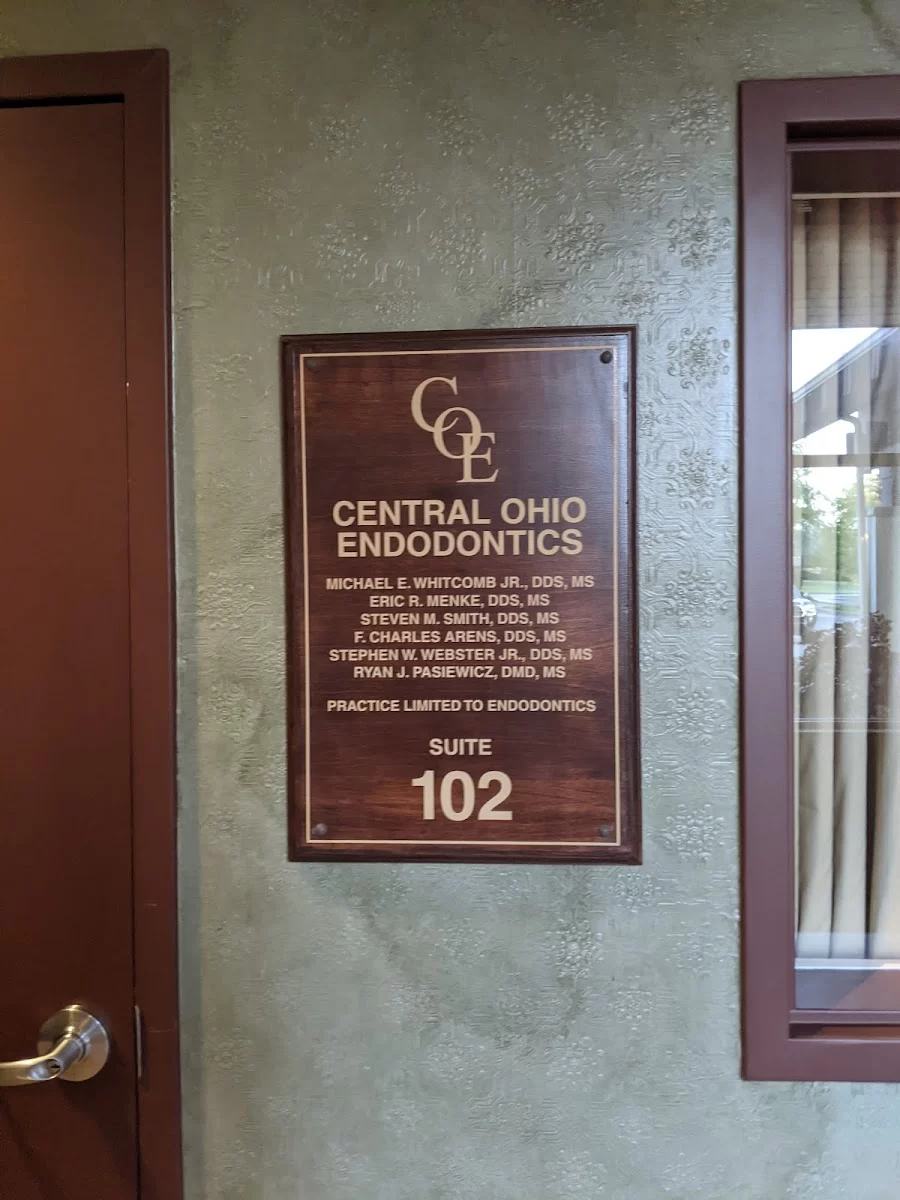 COE
CENTRAL OHIO
ENDODONTICS
MICHAEL E. WHITCOMB JR., DDS, MS
ERIC R. MENKE, DDS, MS
STEVEN M. SMITH, DDS, MS
F. CHARLES ARENS, DDS, MS
STEPHEN W. WEBSTER JR., DDS, MS
RYAN J. PASIEWICZ, DMD, MS
PRACTICE LIMITED TO ENDODONTICS
SUITE
102